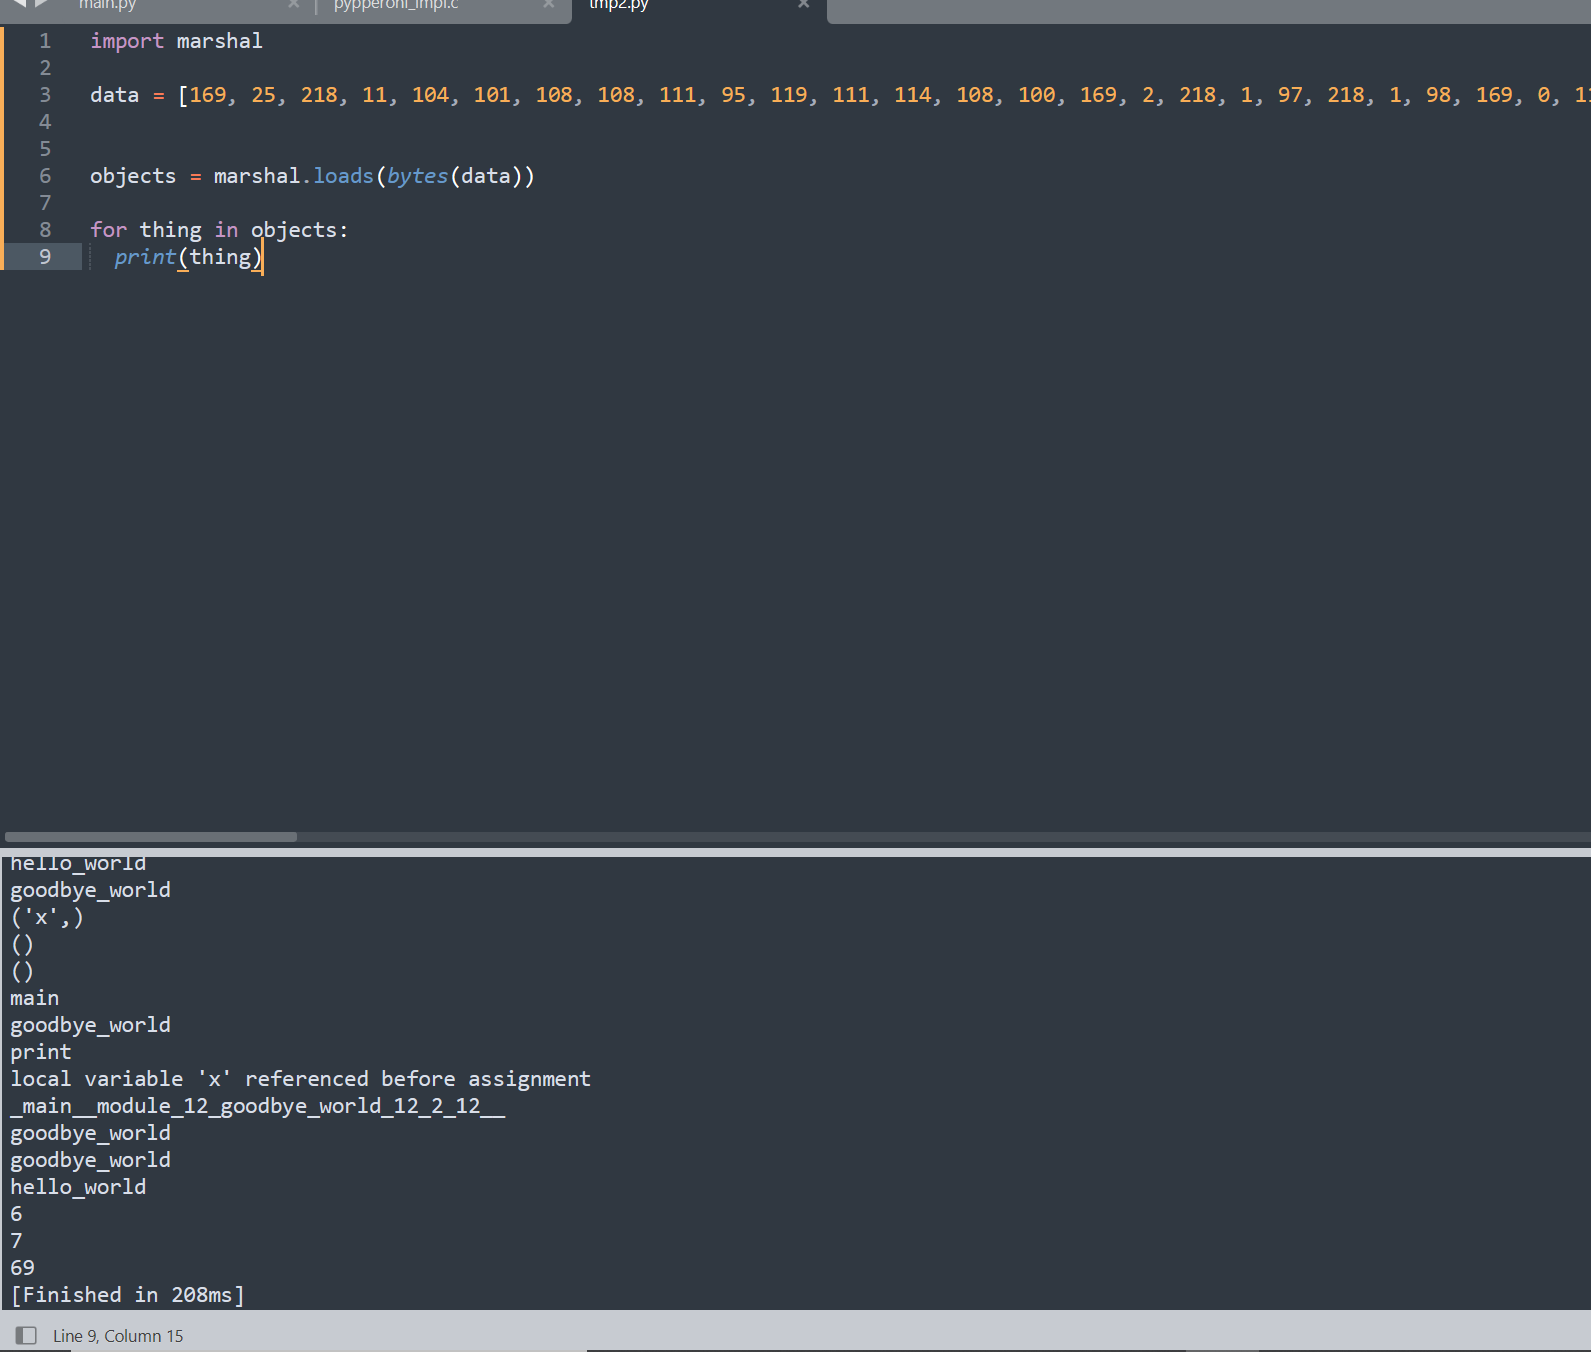 main.py pypperoni_impl.c tmp2.py
1 import marshal
2
3 data = [169, 25, 218, 11, 104, 101, 108, 108, 111, 95, 119, 111, 114, 108, 100, 169, 2, 218, 1, 97, 218, 1, 98, 169, 0,
4
5
6 objects = marshal.loads(bytes(data))
7
8 for thing in objects:
9 print(thing)
hello_world
goodbye_world
('x',)
()
()
main
goodbye_world
print
local variable 'x' referenced before assignment
_main__module_12_goodbye_world_12_2_12__
goodbye_world
goodbye_world
hello_world
6
7
69
[Finished in 208ms]
Line 9, Column 15